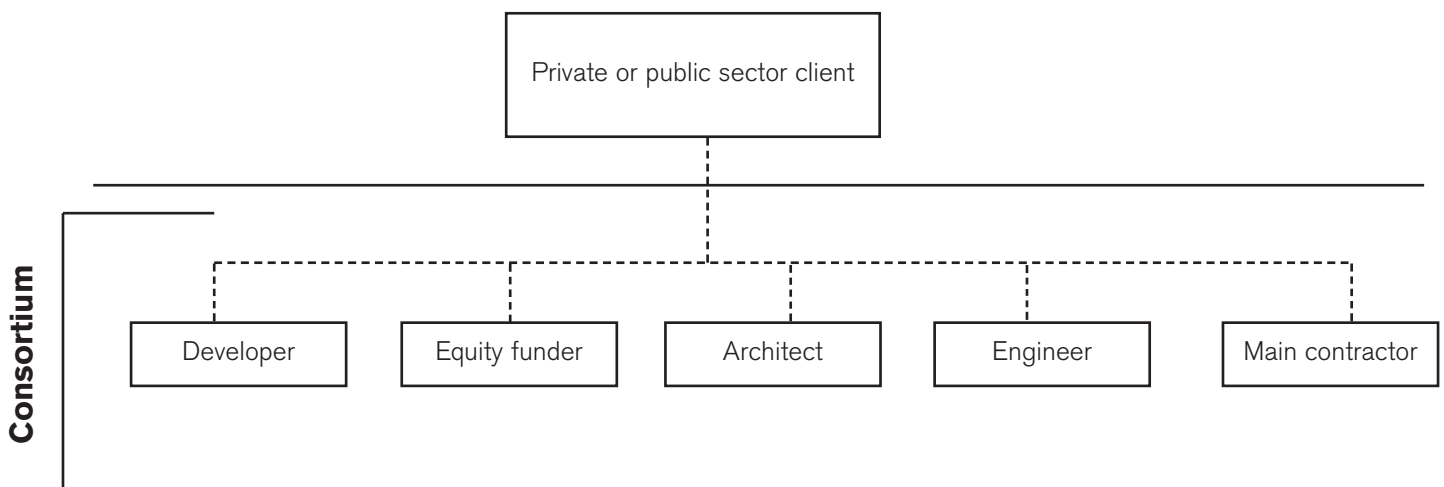 Private or public sector client
Consortium
Developer
Equity funder
Architect
Engineer
Main contractor